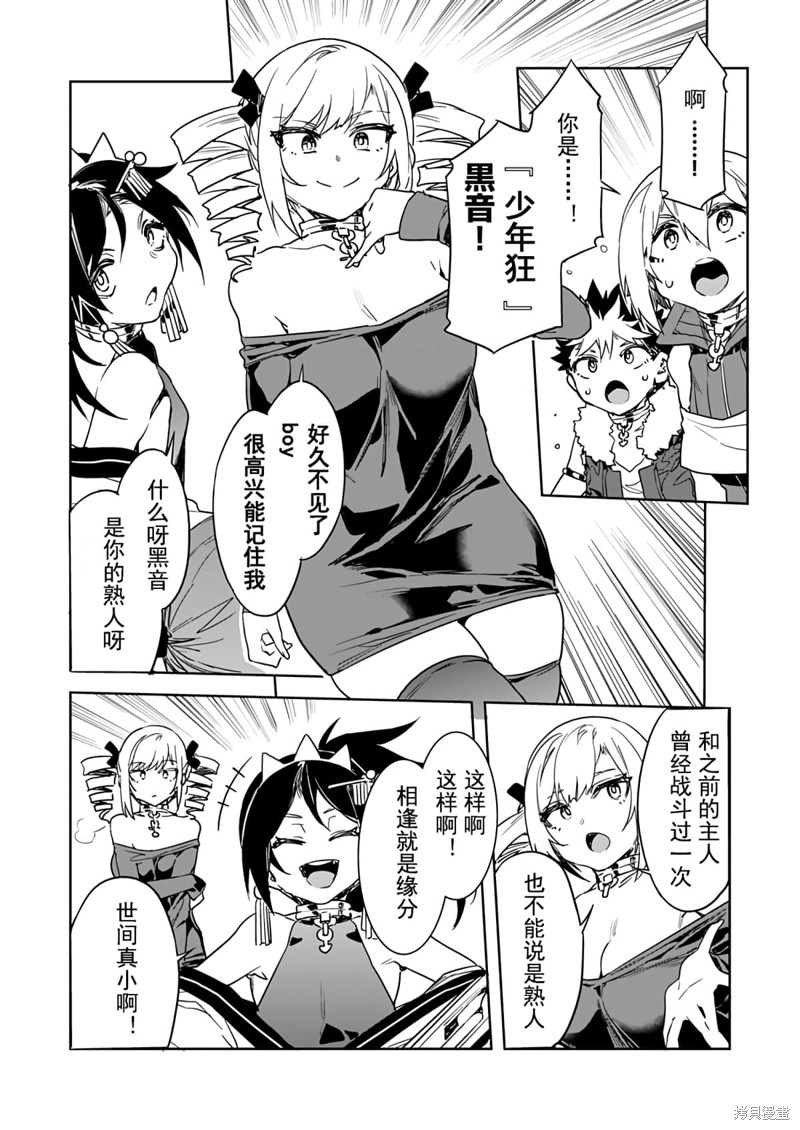 啊……!
你是……!
『少年狂』
黑音!
好久不见了
boy
很高兴能记住我
什么呀黑音
是你的熟人呀
和之前的主人
曾经战斗过一次
也不能说是熟人
这样啊
这样啊!
相逢就是缘分
世间真小啊!
拷貝漫畫